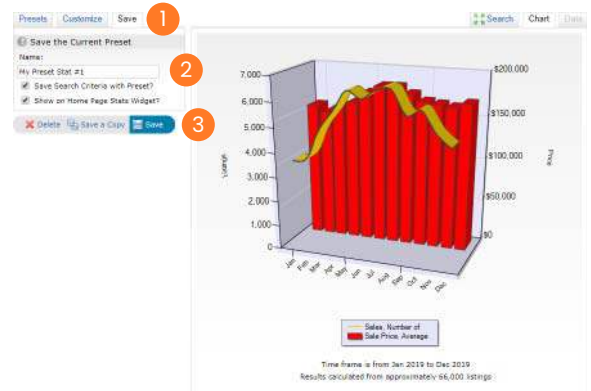 Presets Customize Save 1
Search Chart Data
Save the Current Preset
Name:
My Preset Stat #1
2
Save Search Criteria with Preset?
Show on Home Page Stats Widget?
Delete Save a Copy Save 3
7,000
6,000
5,000
4,000
3,000
2,000
1,000
0
$200,000
$150,000
$100,000
$50,000
$0
Price
Jan Feb Mar Apr May Jun Jul Aug Sep Oct Nov Dec
Sales, Number of
Sale Price, Average
Time frame is from Jan 2019 to Dec 2019
Results calculated from approximately 66,000 listings